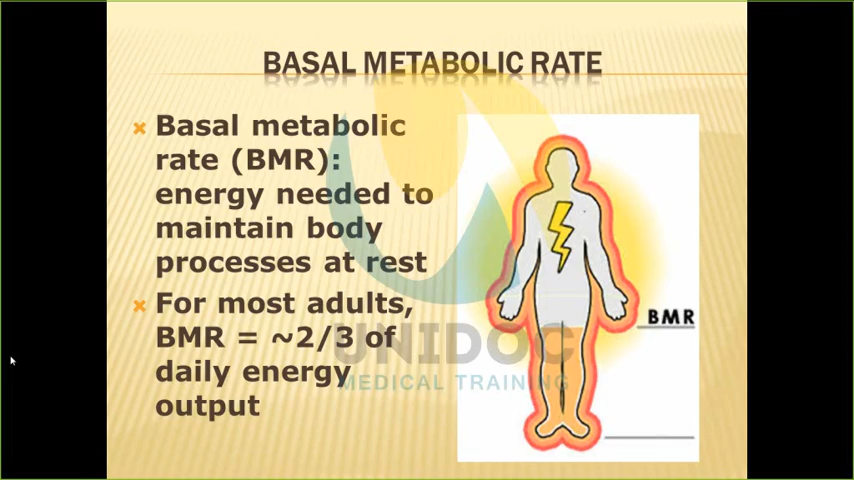 BASAL METABOLIC RATE
Basal metabolic
rate (BMR):
energy needed to
maintain body
processes at rest
For most adults,
BMR = ~2/3 of
daily energy
output
BMR
UNIDOC
MEDICAL TRAINING